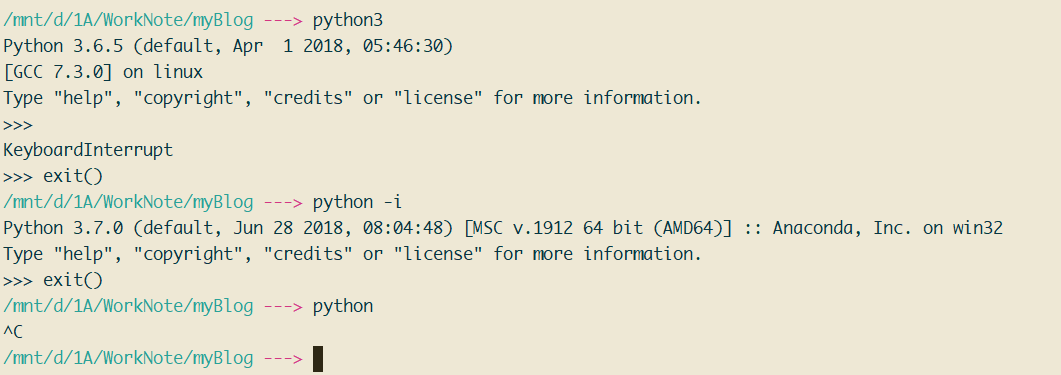 /mnt/d/1A/WorkNote/myBlog ---> python3
Python 3.6.5 (default, Apr  1 2018, 05:46:30)
[GCC 7.3.0] on linux
Type "help", "copyright", "credits" or "license" for more information.
>>>
KeyboardInterrupt
>>> exit()
/mnt/d/1A/WorkNote/myBlog ---> python -i
Python 3.7.0 (default, Jun 28 2018, 08:04:48) [MSC v.1912 64 bit (AMD64)] :: Anaconda, Inc. on win32
Type "help", "copyright", "credits" or "license" for more information.
>>> exit()
/mnt/d/1A/WorkNote/myBlog ---> python
^C
/mnt/d/1A/WorkNote/myBlog --->